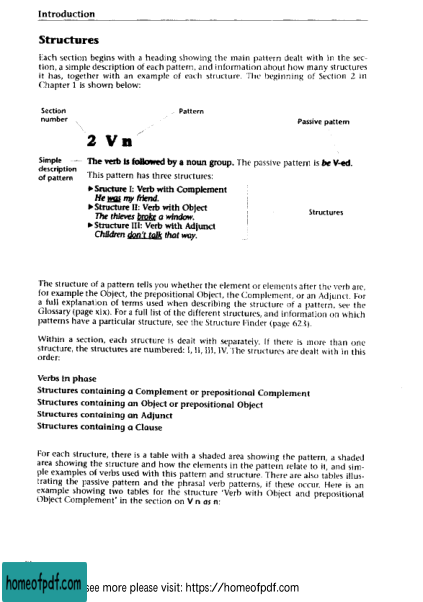 Introduction
Structures
Each section begins with a heading showing the main pattern dealt with in the sec-
tion, a simple description of each pattern, and information about how many structures
it has, together with an example of each structure. The beginning of Section 2 in
Chapter 1 is shown below:
Section
number
Pattern
Passive pattern
2 V n
Simple
description
of pattern
The verb is followed by a noun group. The passive pattern is be V-ed.
This pattern has three structures:
▶ Structure I: Verb with Complement
He was my friend.
▶ Structure II: Verb with Object
The thieves broke a window.
▶ Structure III: Verb with Adjunct
Children don't talk that way.
Structures
The structure of a pattern tells you whether the element or elements after the verb are,
for example the Object, the prepositional Object, the Complement, or an Adjunct. For
a full explanation of terms used when describing the structure of a pattern, see the
Glossary (page xix). For a full list of the different structures, and information on which
patterns have a particular structure, see the Structure Finder (page 623).
Within a section, each structure is dealt with separately. If there is more than one
structure, the structures are numbered: I, II, III, IV. The structures are dealt with in this
order:
Verbs in phase
Structures containing a Complement or prepositional Complement
Structures containing an Object or prepositional Object
Structures containing an Adjunct
Structures containing a Clause
For each structure, there is a table with a shaded area showing the pattern, a shaded
area showing the structure and how the elements in the pattern relate to it, and sim-
ple examples of verbs used with this pattern and structure. There are also tables illus-
trating the passive pattern and the phrasal verb patterns, if these occur. Here is an
example showing two tables for the structure 'Verb with Object and prepositional
Object Complement' in the section on V n as n:
homeofpdf.com
see more please visit: https://homeofpdf.com